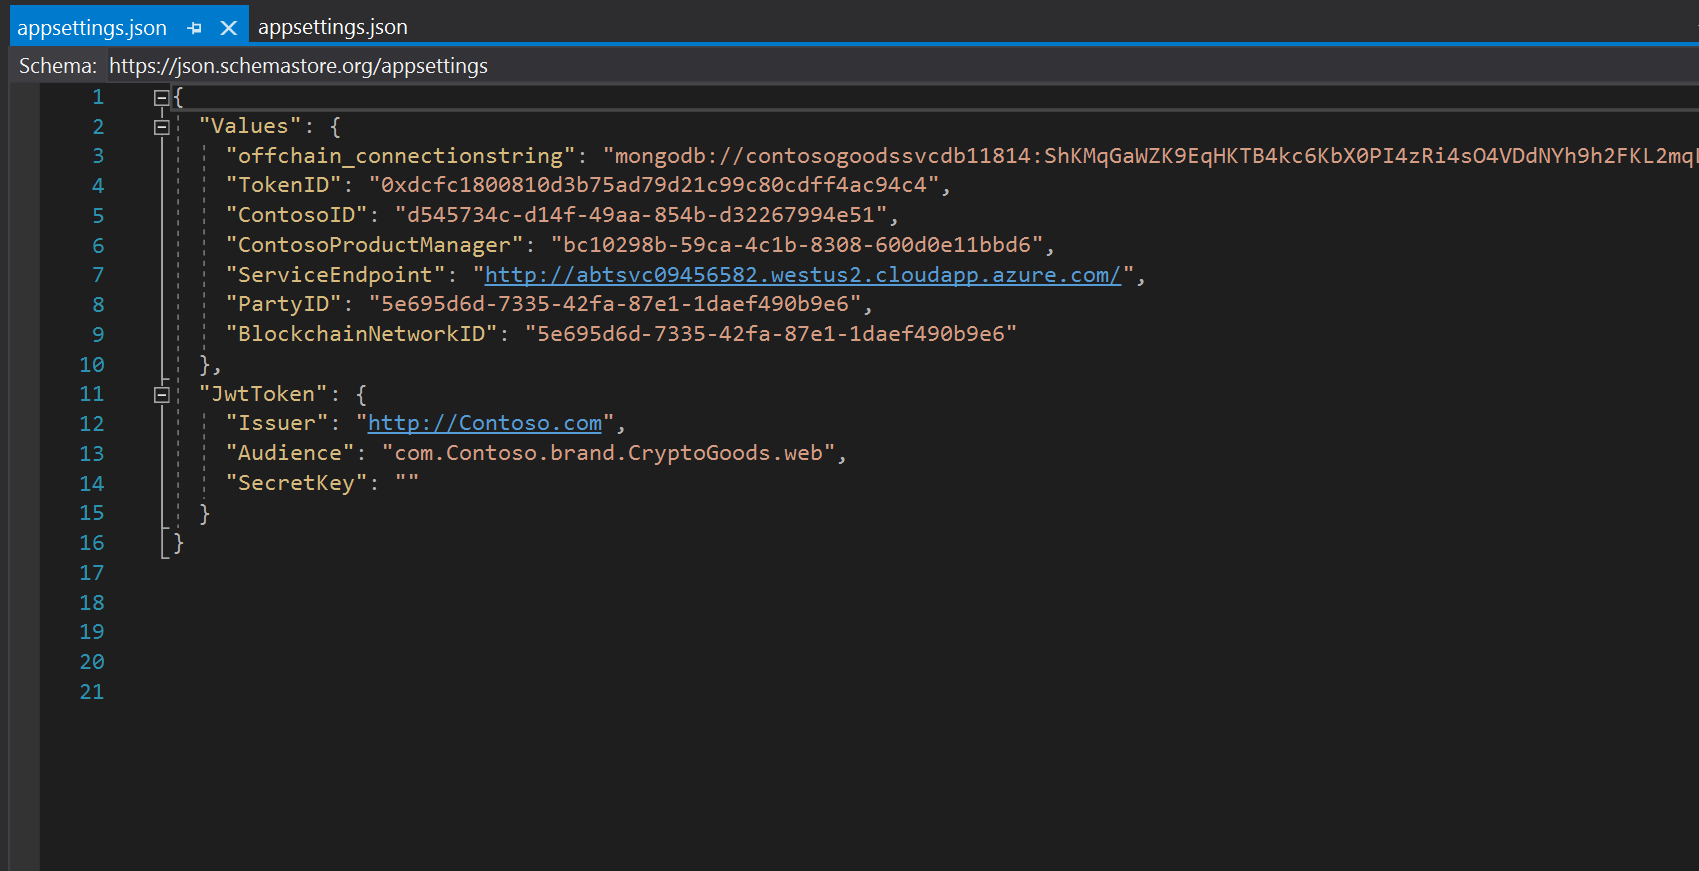 appsettings.json appsettings.json
Schema: https://json.schemastore.org/appsettings
1 {
2 "Values": {
3 "offchain_connectionstring": "mongodb://contosogoodssvcdb11814:ShKMqGaWZK9EqHKTB4kc6KbX0PI4zRi4sO4VDdNYh9h2FKL2mq
4 "TokenID": "0xdcfc1800810d3b75ad79d21c99c80cdff4ac94c4",
5 "ContosoID": "d545734c-d14f-49aa-854b-d32267994e51",
6 "ContosoProductManager": "bc10298b-59ca-4c1b-8308-600d0e11bbd6",
7 "ServiceEndpoint": "http://abtsvc09456582.westus2.cloudapp.azure.com/",
8 "PartyID": "5e695d6d-7335-42fa-87e1-1daef490b9e6",
9 "BlockchainNetworkID": "5e695d6d-7335-42fa-87e1-1daef490b9e6"
10 },
11 "JwtToken": {
12 "Issuer": "http://Contoso.com",
13 "Audience": "com.Contoso.brand.CryptoGoods.web",
14 "SecretKey": ""
15 }
16 }
17
18
19
20
21